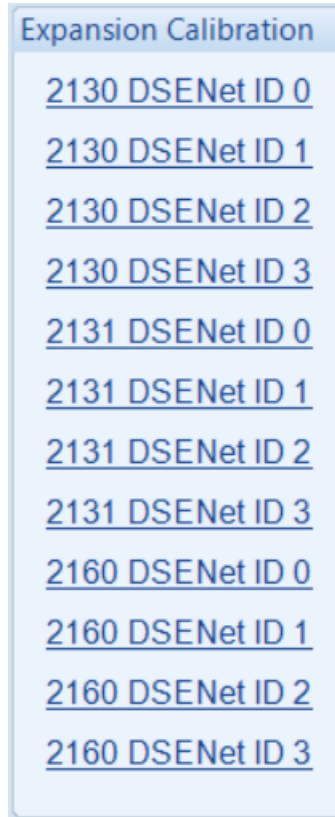 Expansion Calibration
2130 DSENet ID 0
2130 DSENet ID 1
2130 DSENet ID 2
2130 DSENet ID 3
2131 DSENet ID 0
2131 DSENet ID 1
2131 DSENet ID 2
2131 DSENet ID 3
2160 DSENet ID 0
2160 DSENet ID 1
2160 DSENet ID 2
2160 DSENet ID 3